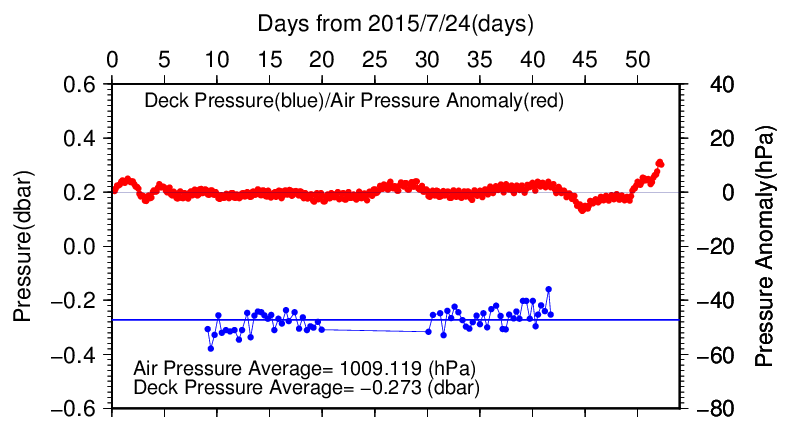 Days from 2015/7/24(days)
0 5 10 15 20 25 30 35 40 45 50
Deck Pressure(blue)/Air Pressure Anomaly(red)
0.6 40
0.4 20
0.2 0
0.0 −20
−0.2 −40
−0.4 −60
−0.6 −80
Pressure(dbar)
Pressure Anomaly(hPa)
Air Pressure Average= 1009.119 (hPa)
Deck Pressure Average= −0.273 (dbar)